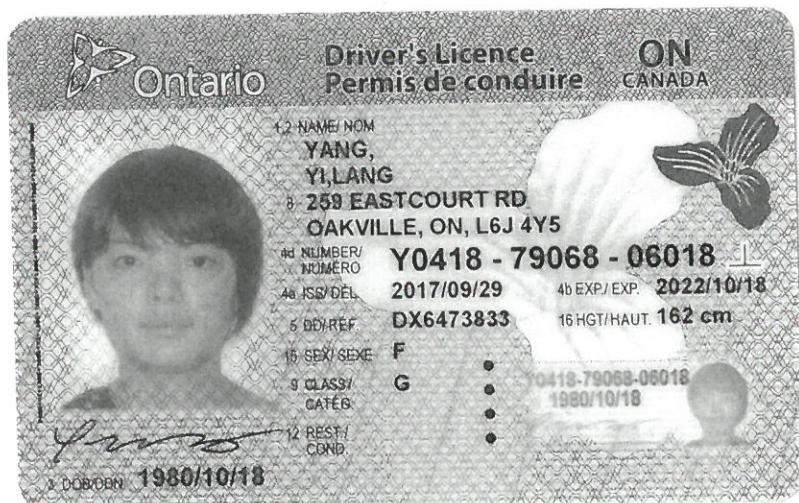 Ontario
Driver's Licence
Permis de conduire
ON
CANADA
1,2 NAME/ NOM
YANG,
YI,LANG
8 259 EASTCOURT RD
OAKVILLE, ON, L6J 4Y5
4d NUMBER/ NUMÉRO Y0418 - 79068 - 06018
4a ISS/ DÉL 2017/09/29 4b EXP./ EXP. 2022/10/18
5 DD/ RÉF. DX6473833 16 HGT/HAUT. 162 cm
15 SEX/ SEXE F
9 CLASS/ CATÉG. G
12 REST./ COND.
Y0418-79068-06018
1980/10/18
3 DOB/DDN 1980/10/18